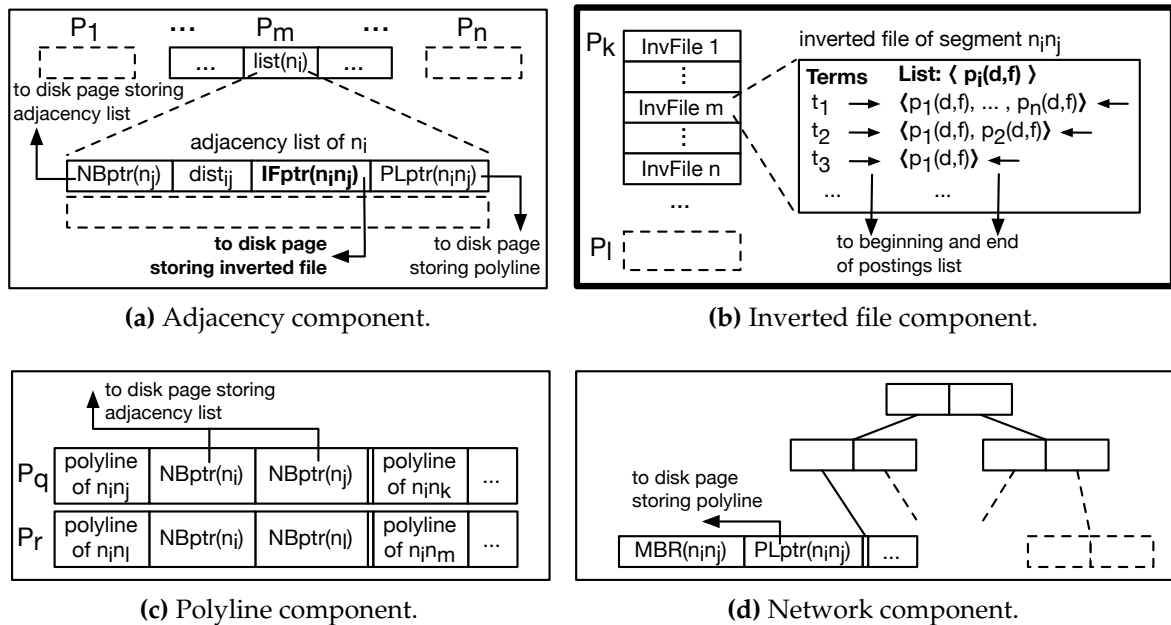 P1 ... Pm ... Pn
... list(ni) ...
to disk page storing
adjacency list
adjacency list of ni
NBptr(nj) distij IFptr(ninj) PLptr(ninj)
to disk page
storing inverted file
to disk page
storing polyline
(a) Adjacency component.
Pk
InvFile 1
⋮
InvFile m
⋮
InvFile n
...
Pl
inverted file of segment ninj
Terms List: ⟨ pi(d,f) ⟩
t1 ⟨p1(d,f), ... , pn(d,f)⟩
t2 ⟨p1(d,f), p2(d,f)⟩
t3 ⟨p1(d,f)⟩
... ...
to beginning and end
of postings list
(b) Inverted file component.
to disk page storing
adjacency list
Pq
polyline
of ninj
NBptr(ni)
NBptr(nj)
polyline
of nink
...
Pr
polyline
of ninl
NBptr(ni)
NBptr(nl)
polyline
of ninm
...
(c) Polyline component.
to disk page
storing polyline
MBR(ninj) PLptr(ninj) ...
(d) Network component.